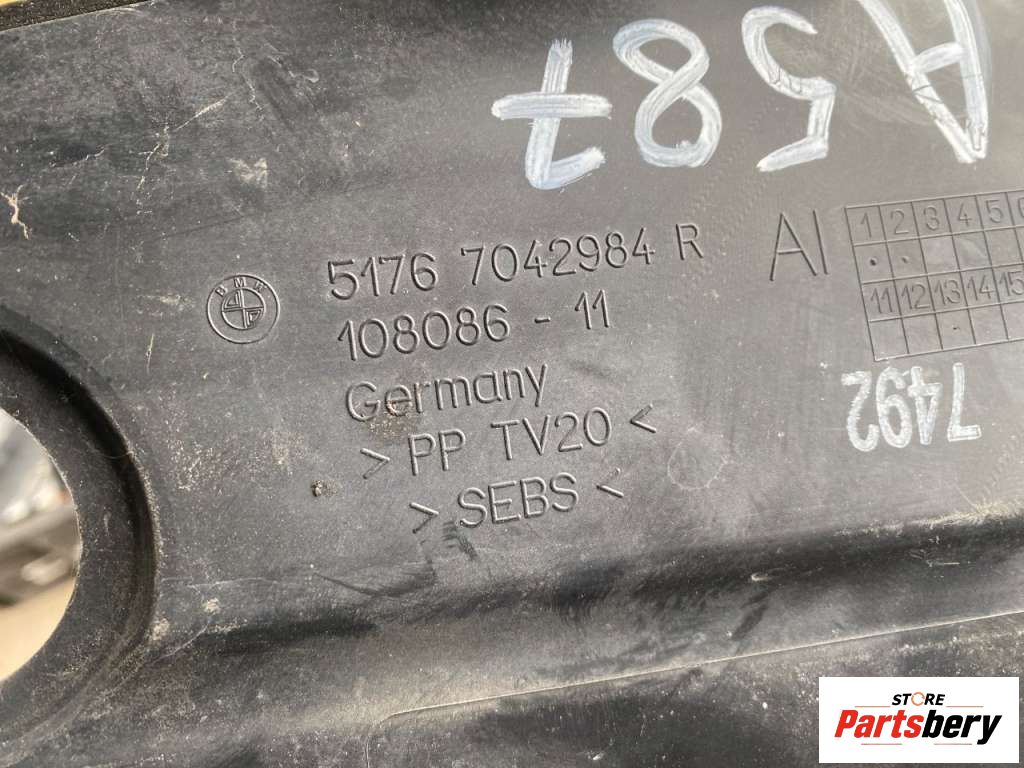 A587
5176 7042984 R
108086 - 11
Germany
> PP TV20 <
> SEBS <
BMW
AI
1 2 3 4 5
11 12 13 14 15
7492
STORE
Partsbery